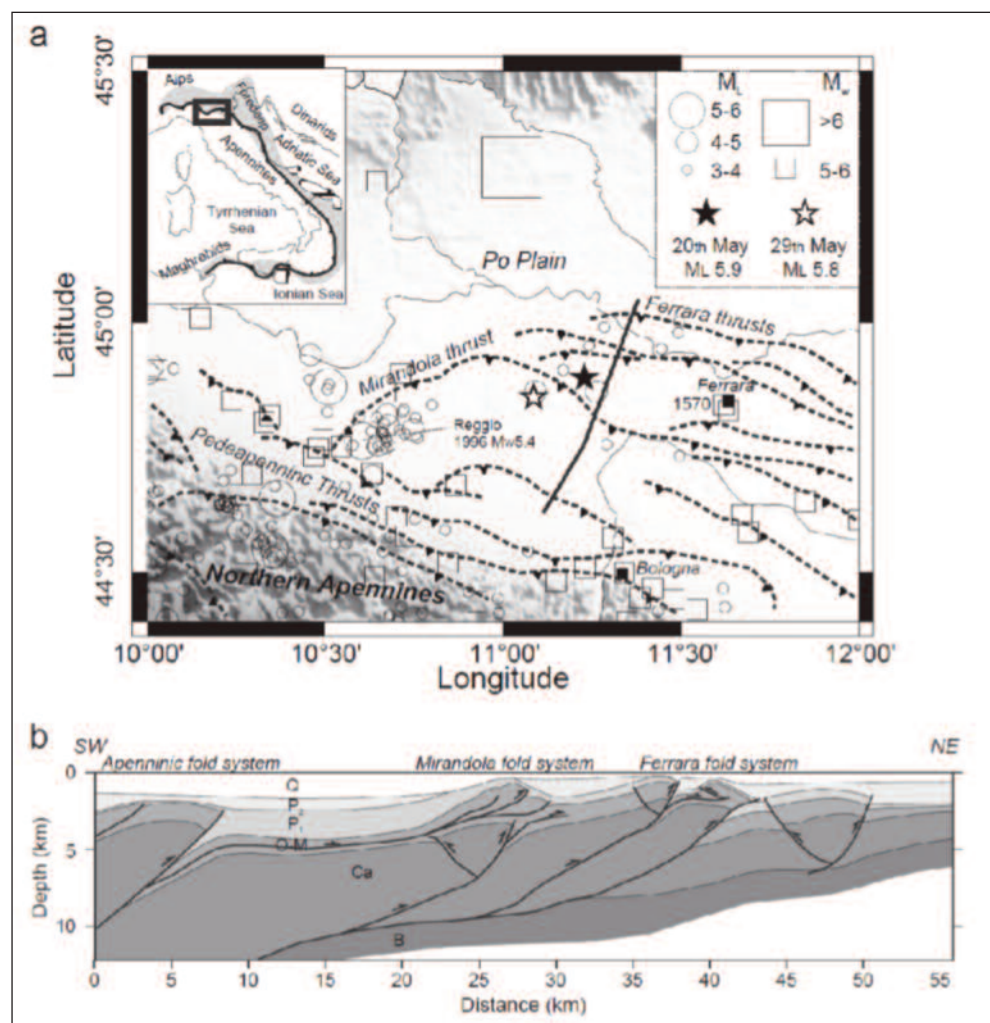 a
45°30'
45°00'
44°30'
Latitude
Alps
Foredeep
Dinarids
Adriatic Sea
Apennines
Tyrrhenian
Sea
Maghrebids
Ionian Sea
ML Mw
5-6 >6
4-5
3-4 5-6
20th May 29th May
ML 5.9 ML 5.8
Po Plain
Ferrara thrusts
Mirandola thrust
Ferrara
1570
Reggio
1996 Mw5.4
Pedeapenninc Thrusts
Bologna
Northern Apennines
10°00' 10°30' 11°00' 11°30' 12°00'
Longitude
b
SW NE
Apenninic fold system Mirandola fold system Ferrara fold system
0
5
10
Depth (km)
Q
P₂
P₁
O-M
Ca
B
0 5 10 15 20 25 30 35 40 45 50 55
Distance (km)